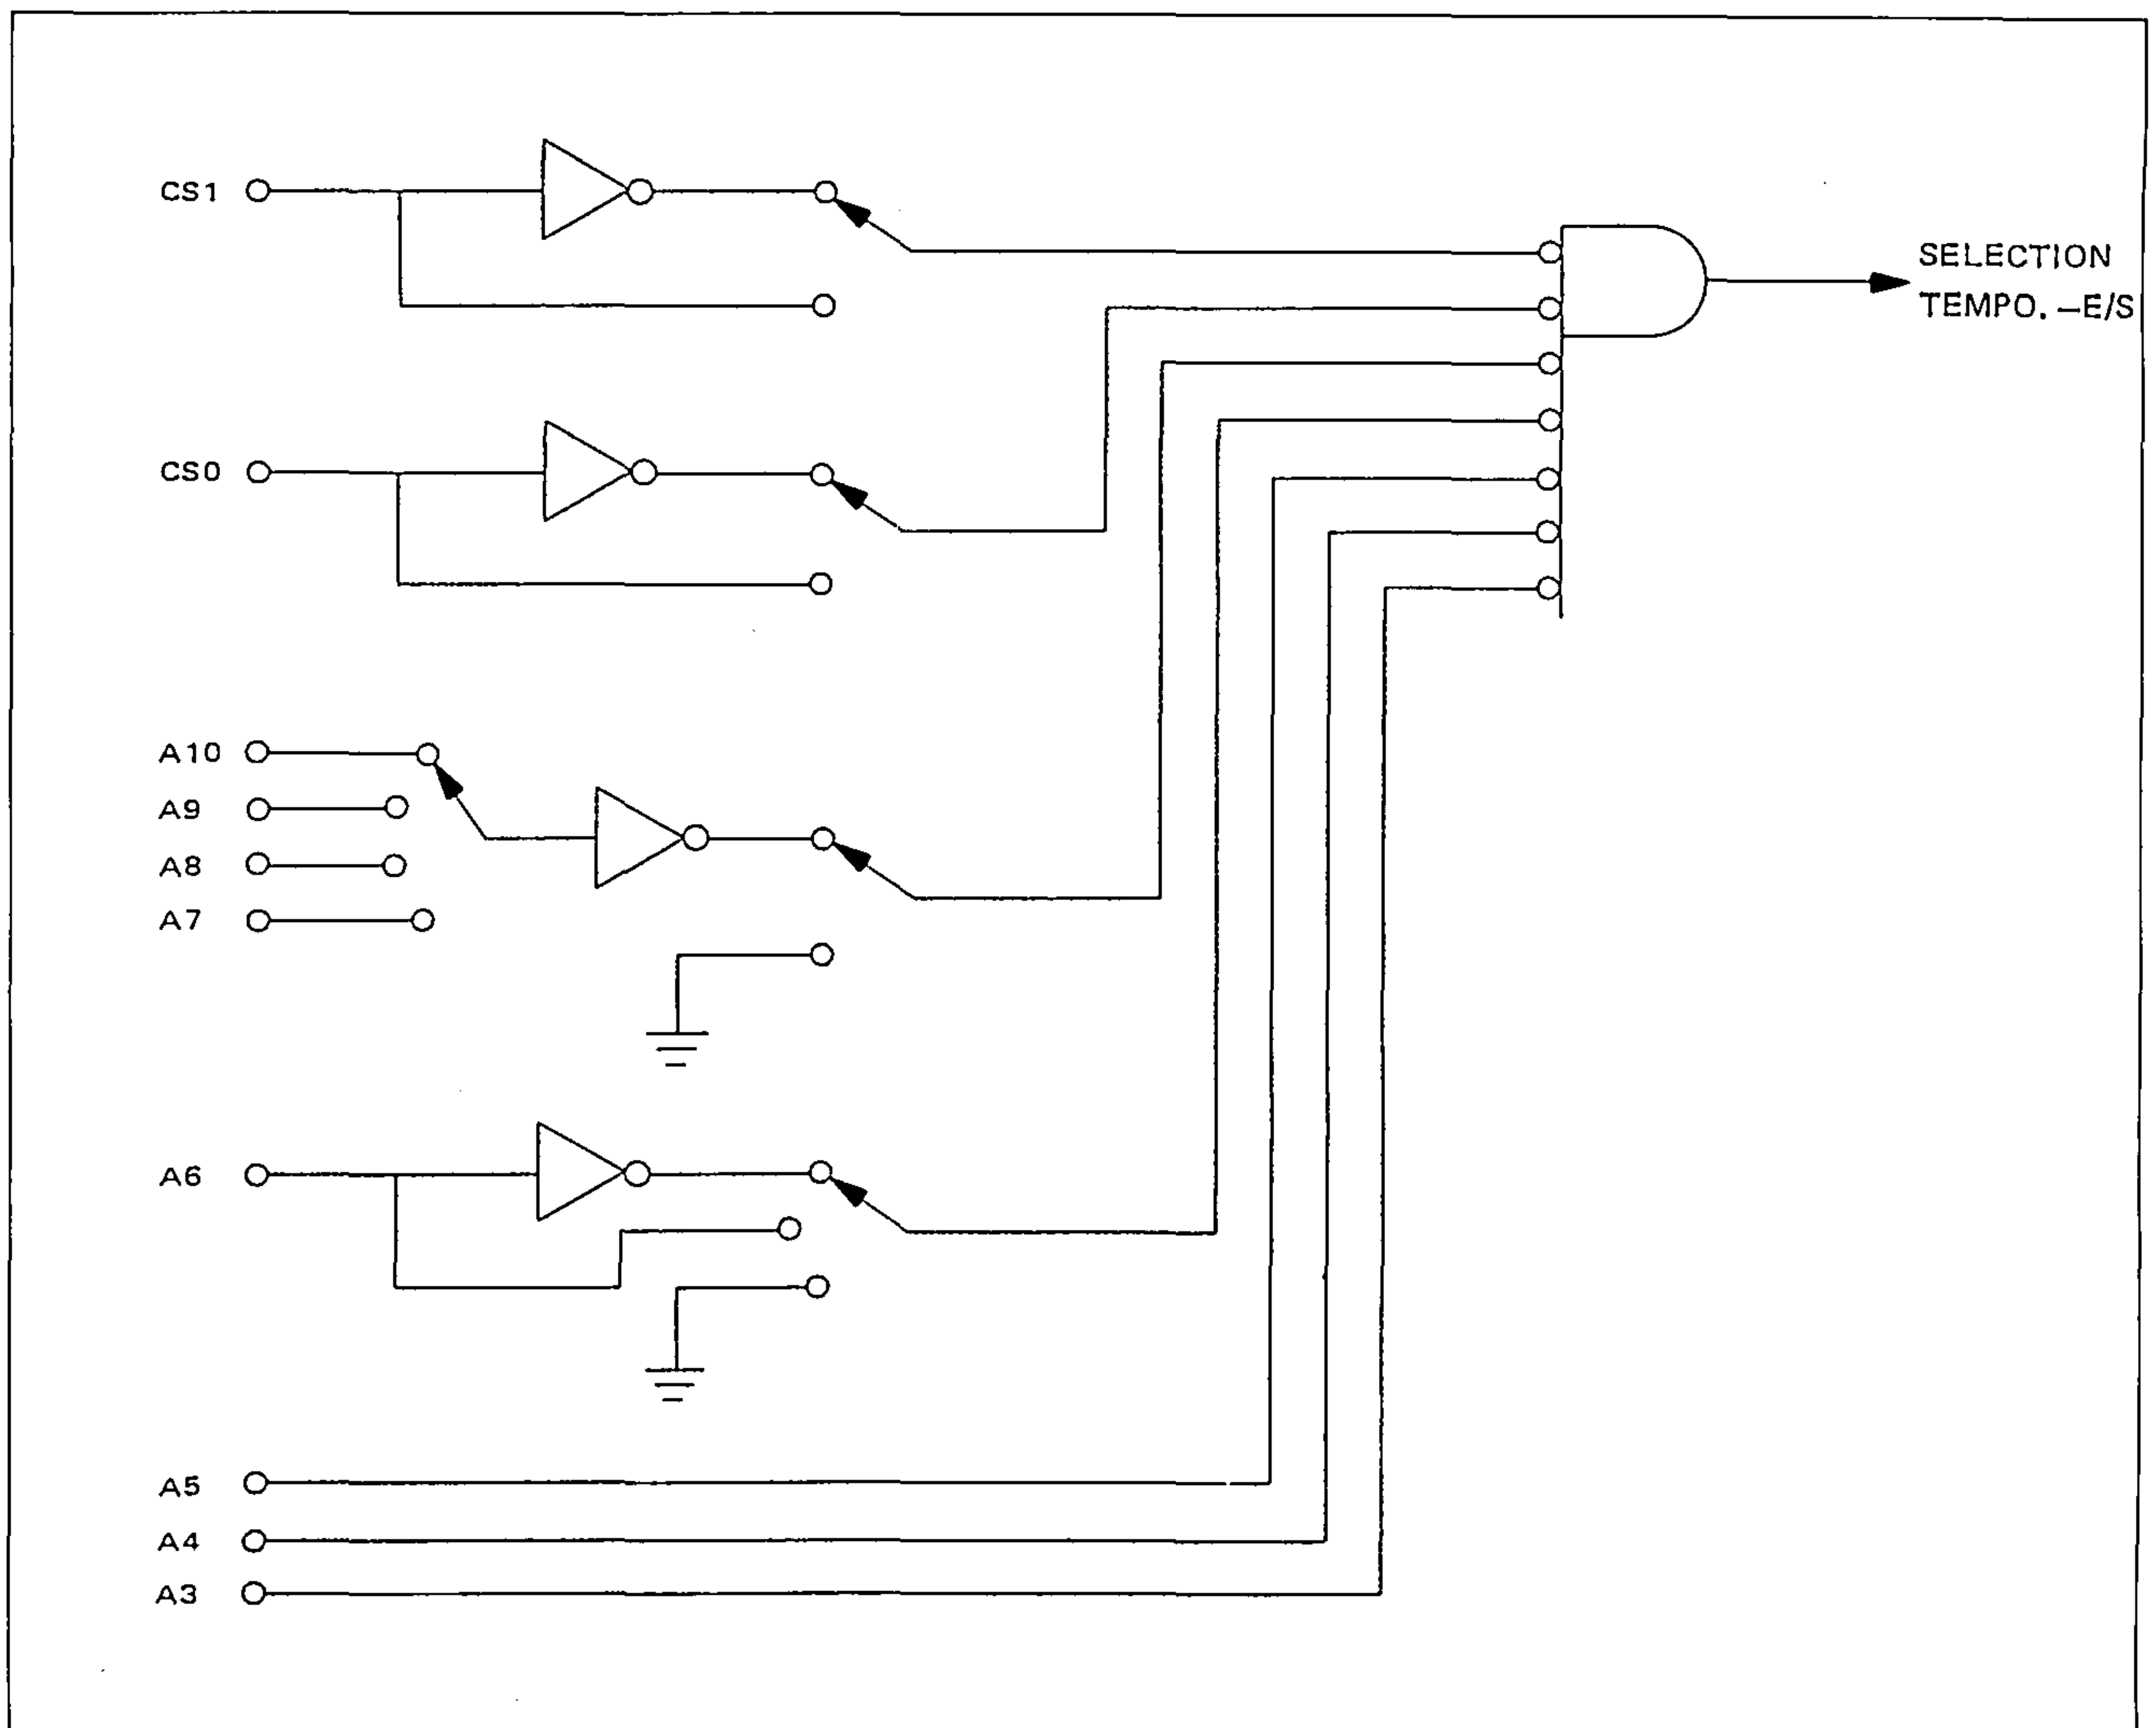 CS1
SELECTION
TEMPO. —E/S
CS0
A10
A9
A8
A7
A6
A5
A4
A3